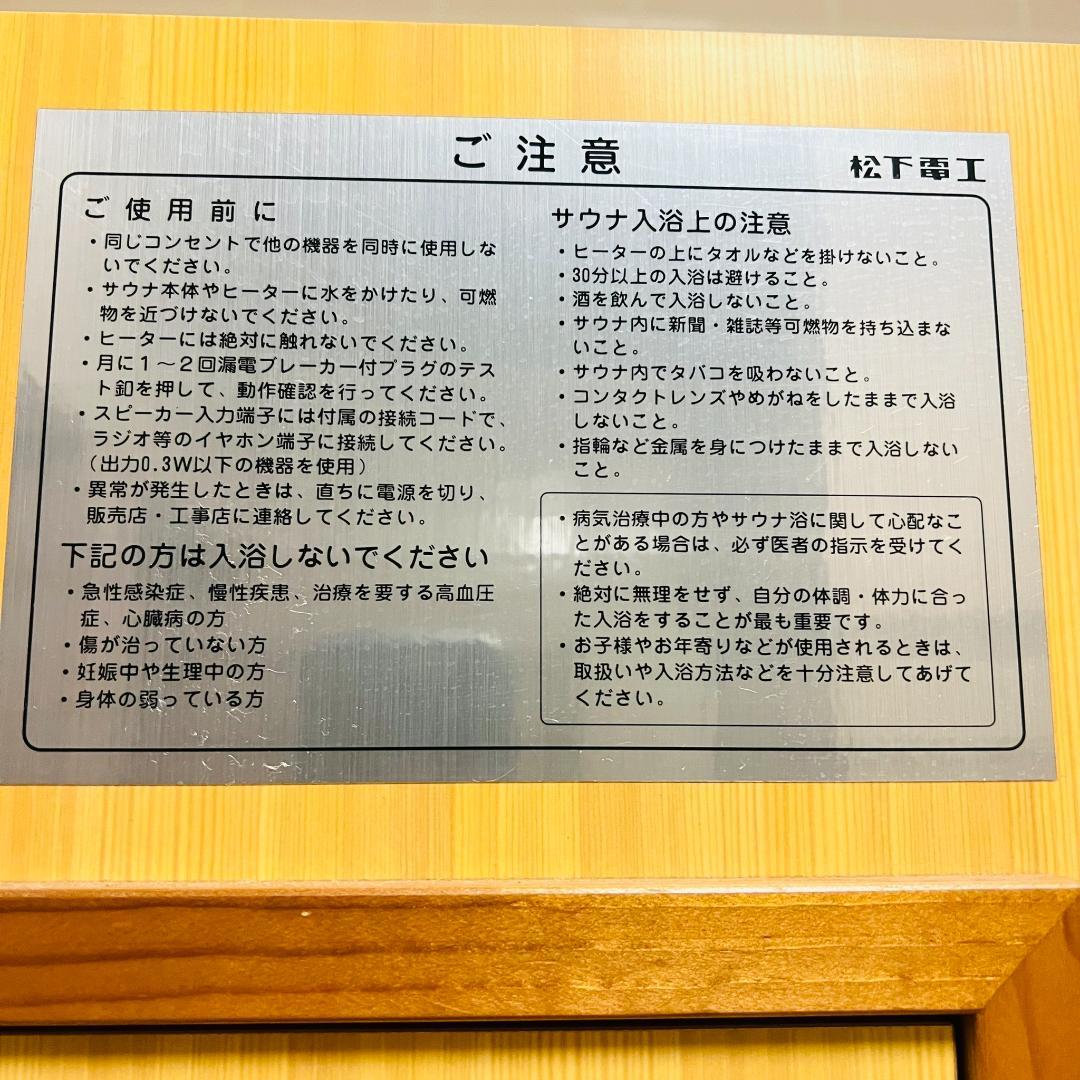 ご注意
松下電工
ご使用前に
・同じコンセントで他の機器を同時に使用しな
いでください。
・サウナ本体やヒーターに水をかけたり、可燃
物を近づけないでください。
・ヒーターには絶対に触れないでください。
・月に1〜2回漏電ブレーカー付プラグのテス
ト釦を押して、動作確認を行ってください。
・スピーカー入力端子には付属の接続コードで、
ラジオ等のイヤホン端子に接続してください。
（出力0.3W以下の機器を使用）
・異常が発生したときは、直ちに電源を切り、
販売店・工事店に連絡してください。
下記の方は入浴しないでください
・急性感染症、慢性疾患、治療を要する高血圧
症、心臓病の方
・傷が治っていない方
・妊娠中や生理中の方
・身体の弱っている方
サウナ入浴上の注意
・ヒーターの上にタオルなどを掛けないこと。
・30分以上の入浴は避けること。
・酒を飲んで入浴しないこと。
・サウナ内に新聞・雑誌等可燃物を持ち込まな
いこと。
・サウナ内でタバコを吸わないこと。
・コンタクトレンズやめがねをしたままで入浴
しないこと。
・指輪など金属を身につけたままで入浴しない
こと。
・病気治療中の方やサウナ浴に関して心配なこ
とがある場合は、必ず医者の指示を受けてく
ださい。
・絶対に無理をせず、自分の体調・体力に合っ
た入浴をすることが最も重要です。
・お子様やお年寄りなどが使用されるときは、
取扱いや入浴方法などを十分注意してあげて
ください。